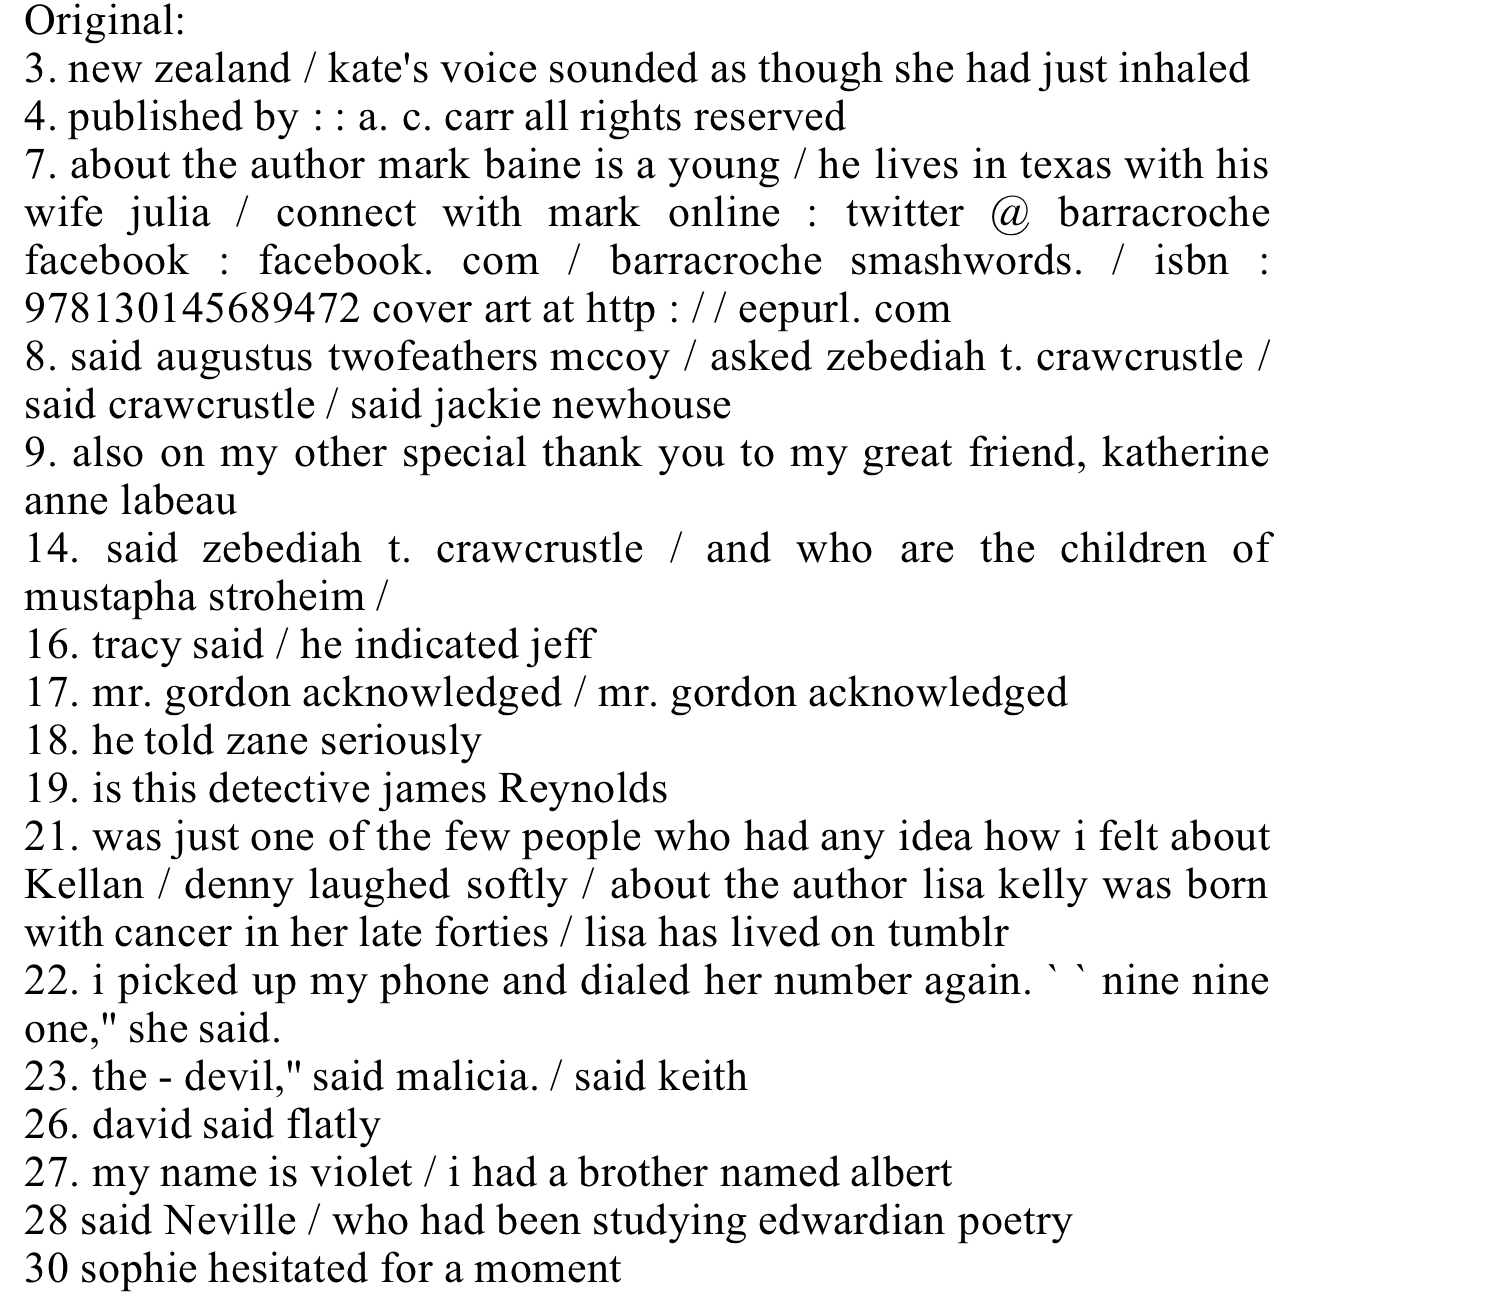 Original:
3. new zealand / kate's voice sounded as though she had just inhaled
4. published by : : a. c. carr all rights reserved
7. about the author mark baine is a young / he lives in texas with his
wife julia / connect with mark online : twitter @ barracroche
facebook : facebook. com / barracroche smashwords. / isbn :
978130145689472 cover art at http : / / eepurl. com
8. said augustus twofeathers mccoy / asked zebediah t. crawcrustle /
said crawcrustle / said jackie newhouse
9. also on my other special thank you to my great friend, katherine
anne labeau
14. said zebediah t. crawcrustle / and who are the children of
mustapha stroheim /
16. tracy said / he indicated jeff
17. mr. gordon acknowledged / mr. gordon acknowledged
18. he told zane seriously
19. is this detective james Reynolds
21. was just one of the few people who had any idea how i felt about
Kellan / denny laughed softly / about the author lisa kelly was born
with cancer in her late forties / lisa has lived on tumblr
22. i picked up my phone and dialed her number again. ` ` nine nine
one," she said.
23. the - devil," said malicia. / said keith
26. david said flatly
27. my name is violet / i had a brother named albert
28 said Neville / who had been studying edwardian poetry
30 sophie hesitated for a moment